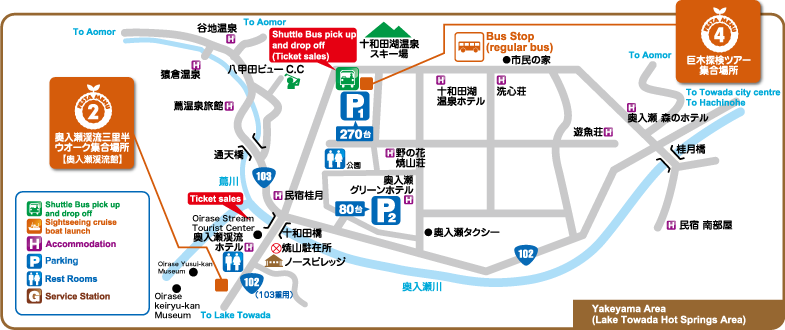 To Aomor
谷地温泉
To Aomor
猿倉温泉
八甲田ビューC.C
蔦温泉旅館
FESTA MENU
2
奥入瀬渓流三里半
ウオーク集合場所
【奥入瀬渓流館】
通天橋
蔦川
103
Shuttle Bus pick up
and drop off
(Ticket sales)
十和田湖温泉
スキー場
Bus Stop
(regular bus)
市民の家
FESTA MENU
4
巨木探検ツアー
集合場所
To Aomor
To Towada city centre
To Hachinohe
P1
270台
十和田湖
温泉ホテル
洗心荘
奥入瀬 森のホテル
遊魚荘
桂月橋
公園
野の花
焼山荘
民宿桂月
奥入瀬
グリーンホテル
80台
P2
民宿 南部屋
Ticket sales
Oirase Stream
Tourist Center
十和田橋
奥入瀬渓流
ホテル
焼山駐在所
ノースビレッジ
奥入瀬タクシー
102
奥入瀬川
Oirase Yusui-kan
Museum
Oirase
keiryu-kan
Museum
102
(103兼用)
To Lake Towada
Shuttle Bus pick up
and drop off
Sightseeing cruise
boat launch
H Accommodation
P Parking
Rest Rooms
G Service Station
Yakeyama Area
(Lake Towada Hot Springs Area)